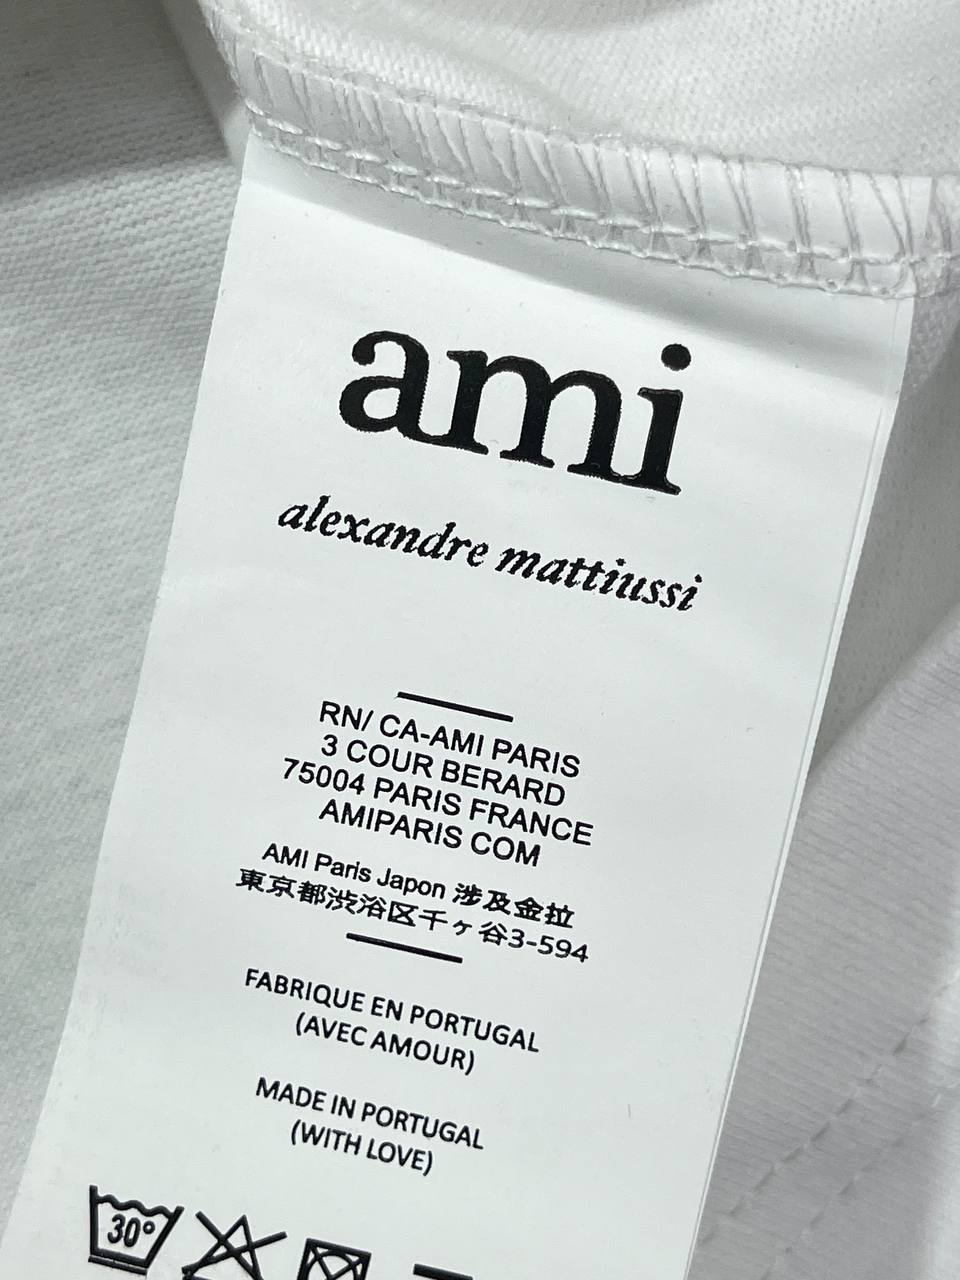 ami
alexandre mattiussi
RN/ CA-AMI PARIS
3 COUR BERARD
75004 PARIS FRANCE
AMIPARIS COM
AMI Paris Japon 涉及金拉
東京都渋浴区千ヶ谷3-594
FABRIQUE EN PORTUGAL
(AVEC AMOUR)
MADE IN PORTUGAL
(WITH LOVE)
30°